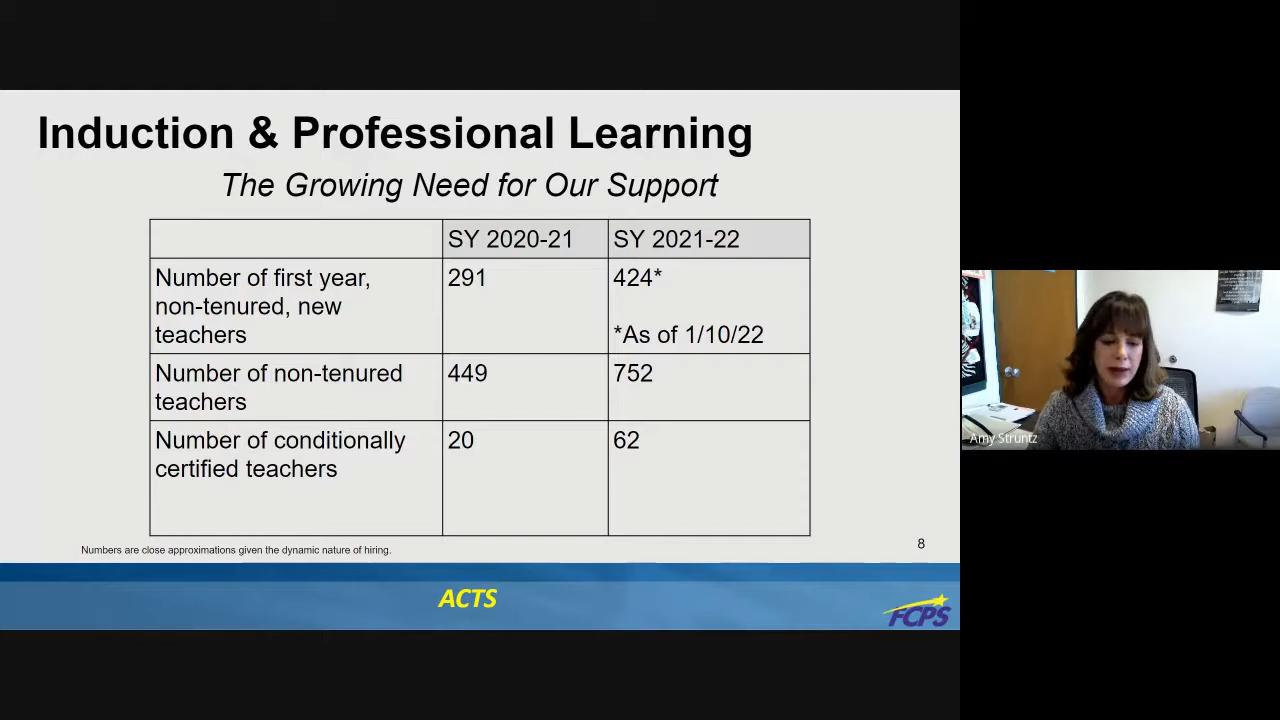 Induction & Professional Learning
The Growing Need for Our Support
SY 2020-21
SY 2021-22
Number of first year,
non-tenured, new
teachers
291
424*
*As of 1/10/22
Number of non-tenured
teachers
449
752
Number of conditionally
certified teachers
20
62
Numbers are close approximations given the dynamic nature of hiring.
8
ACTS
FCPS
Amy Struntz